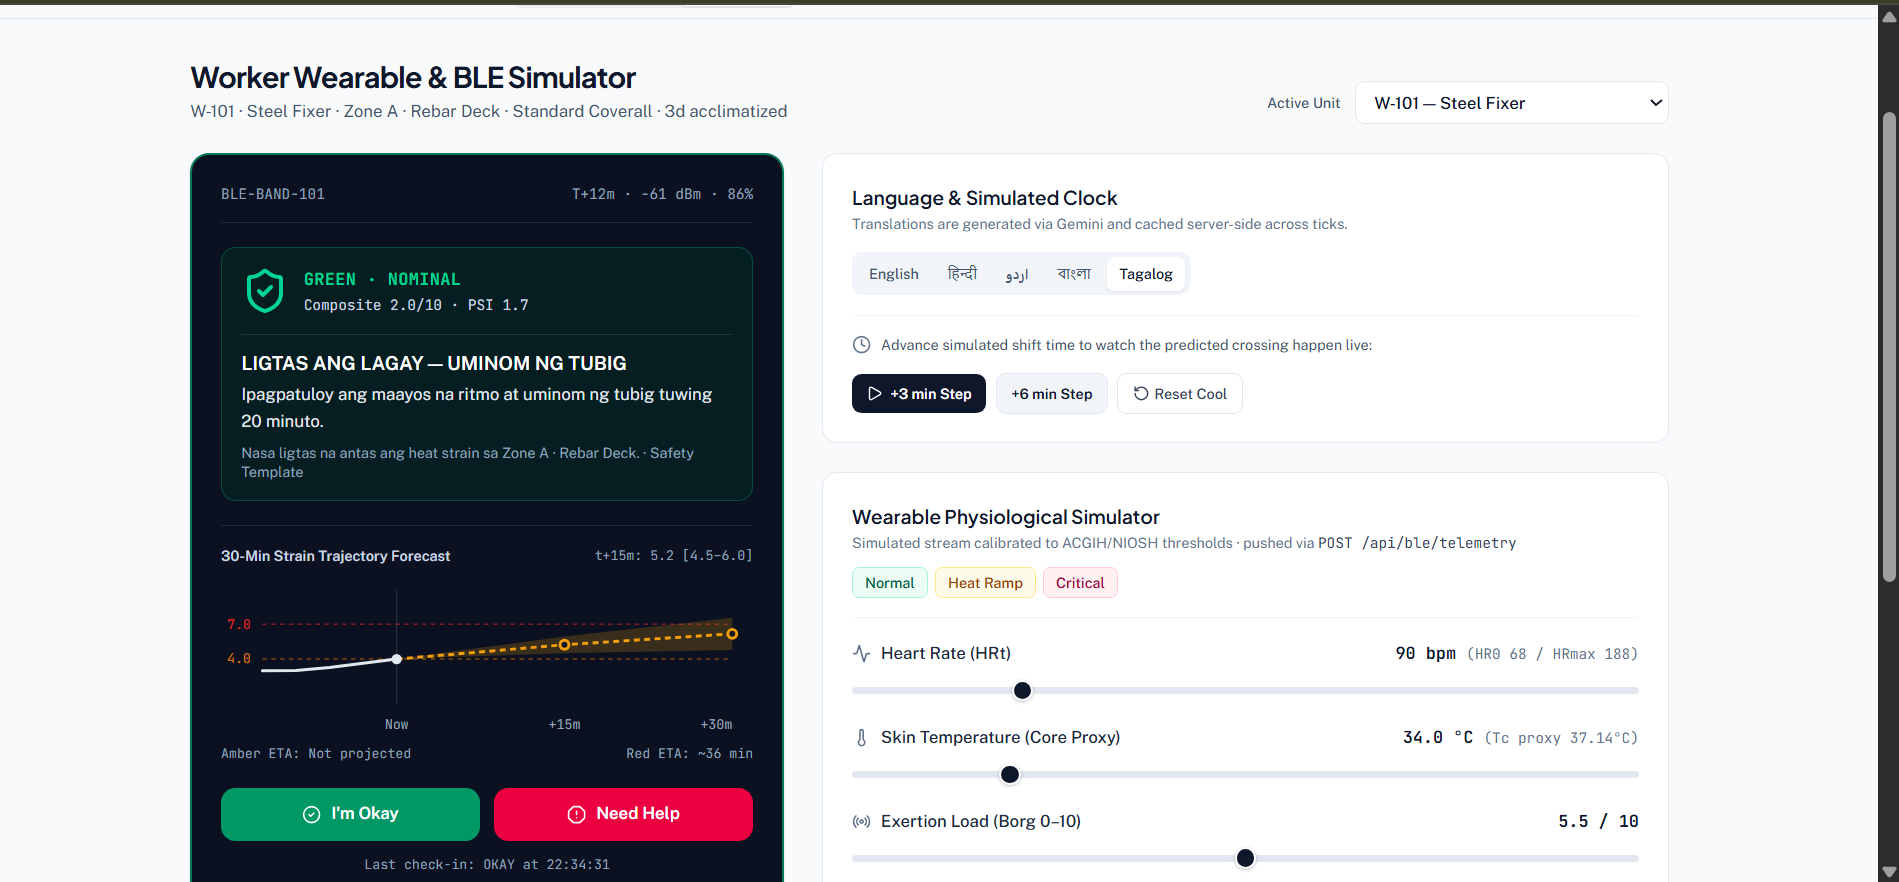 Worker Wearable & BLE Simulator
W-101 · Steel Fixer · Zone A · Rebar Deck · Standard Coverall · 3d acclimatized
Active Unit
W-101 — Steel Fixer
BLE-BAND-101
T+12m · -61 dBm · 86%
GREEN · NOMINAL
Composite 2.0/10 · PSI 1.7
LIGTAS ANG LAGAY — UMINOM NG TUBIG
Ipagpatuloy ang maayos na ritmo at uminom ng tubig tuwing
20 minuto.
Nasa ligtas na antas ang heat strain sa Zone A · Rebar Deck. · Safety
Template
30-Min Strain Trajectory Forecast
t+15m: 5.2 [4.5–6.0]
7.0
4.0
Now
+15m
+30m
Amber ETA: Not projected
Red ETA: ~36 min
I'm Okay
Need Help
Last check-in: OKAY at 22:34:31
Language & Simulated Clock
Translations are generated via Gemini and cached server-side across ticks.
English
हिन्दी
اردو
বাংলা
Tagalog
Advance simulated shift time to watch the predicted crossing happen live:
+3 min Step
+6 min Step
Reset Cool
Wearable Physiological Simulator
Simulated stream calibrated to ACGIH/NIOSH thresholds · pushed via POST /api/ble/telemetry
Normal
Heat Ramp
Critical
Heart Rate (HRt)
90 bpm (HR0 68 / HRmax 188)
Skin Temperature (Core Proxy)
34.0 °C (Tc proxy 37.14°C)
Exertion Load (Borg 0–10)
5.5 / 10